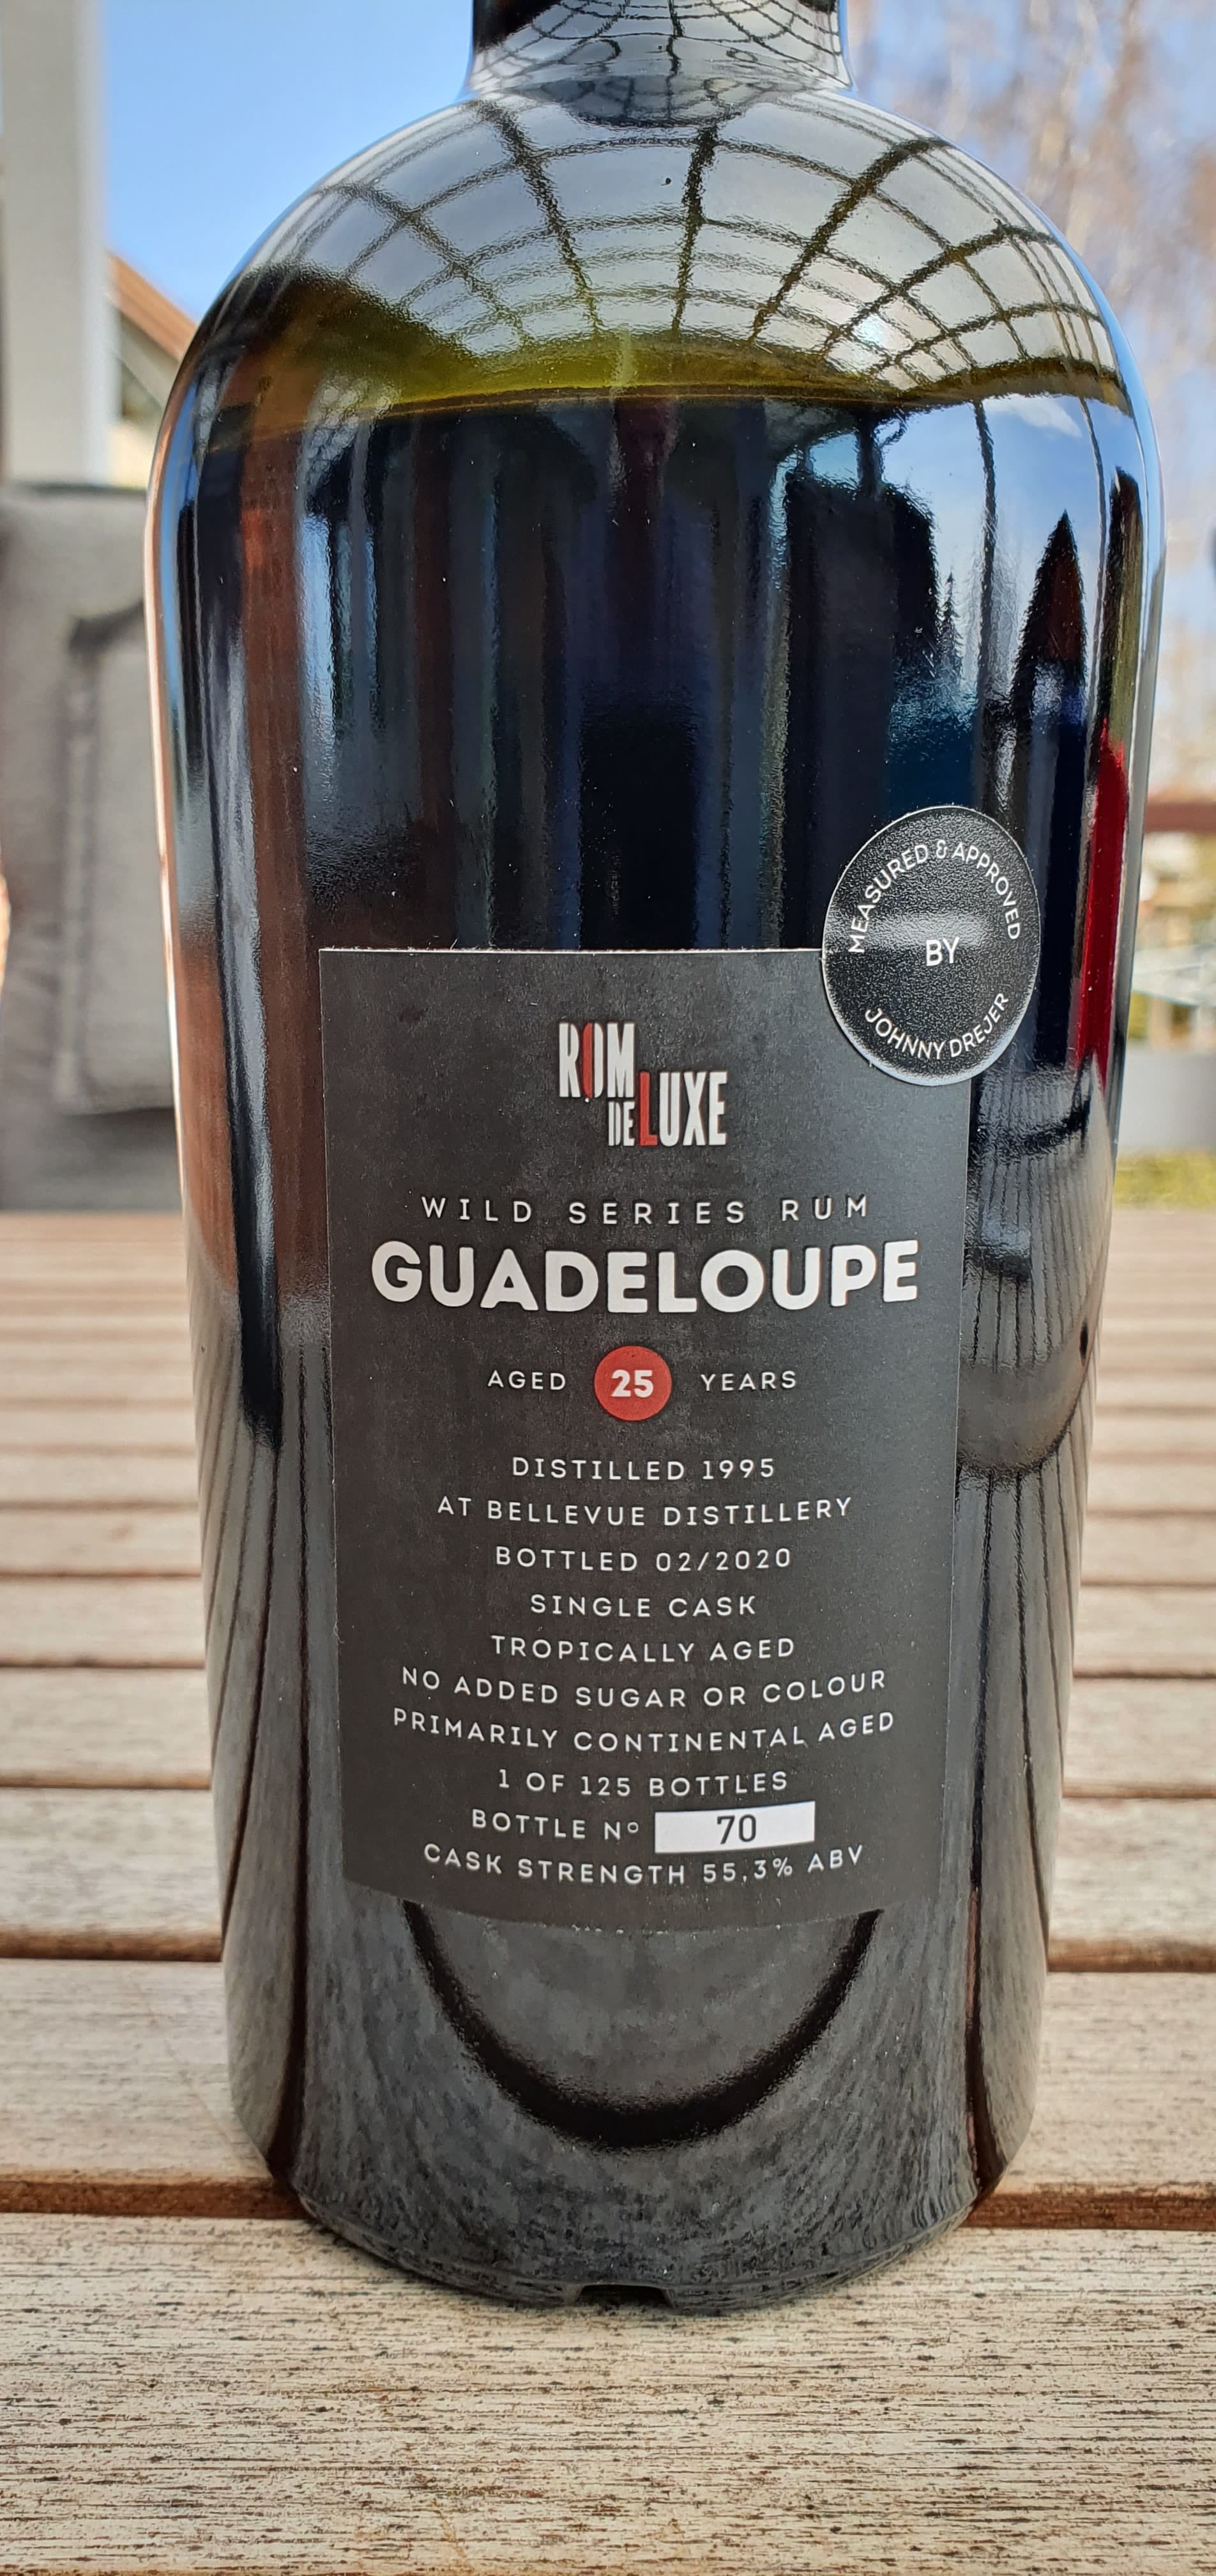 MEASURED & APPROVED
BY
JOHNNY DREJER
ROM
DE LUXE
WILD SERIES RUM
GUADELOUPE
AGED 25 YEARS
DISTILLED 1995
AT BELLEVUE DISTILLERY
BOTTLED 02/2020
SINGLE CASK
TROPICALLY AGED
NO ADDED SUGAR OR COLOUR
PRIMARILY CONTINENTAL AGED
1 OF 125 BOTTLES
BOTTLE Nº 70
CASK STRENGTH 55,3% ABV